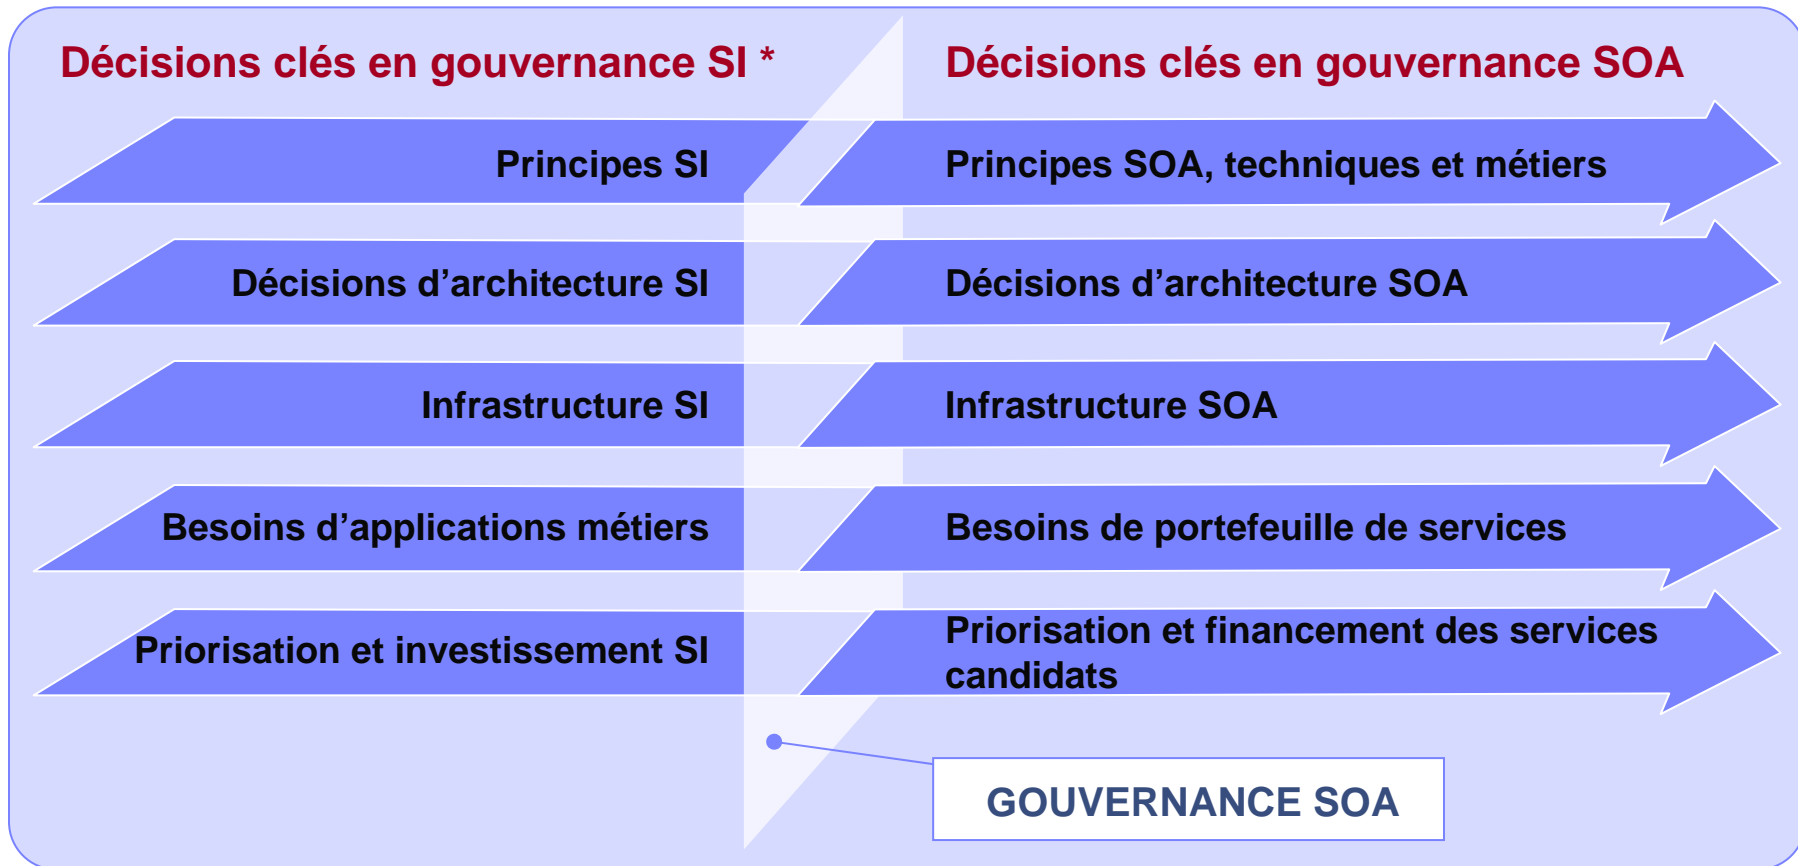 Décisions clés en gouvernance SI *
Décisions clés en gouvernance SOA
Principes SI
Principes SOA, techniques et métiers
Décisions d’architecture SI
Décisions d’architecture SOA
Infrastructure SI
Infrastructure SOA
Besoins d’applications métiers
Besoins de portefeuille de services
Priorisation et investissement SI
Priorisation et financement des services
candidats
GOUVERNANCE SOA